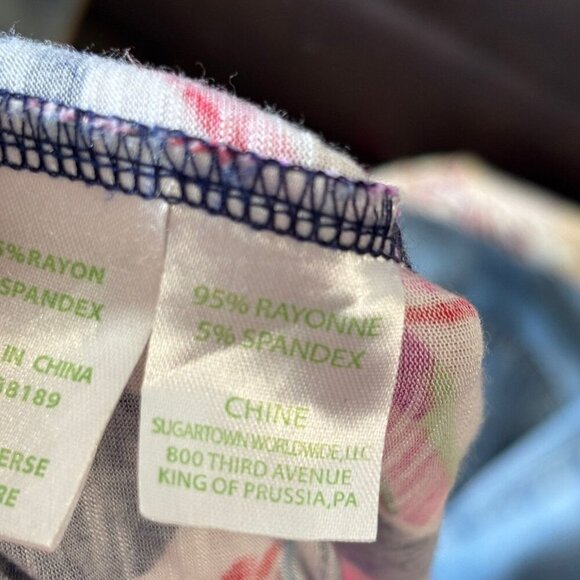 %RAYON
SPANDEX
IN CHINA
8189
ERSE
RE
95% RAYONNE
5% SPANDEX
CHINE
SUGARTOWN WORLDWIDE, LLC
800 THIRD AVENUE
KING OF PRUSSIA, PA